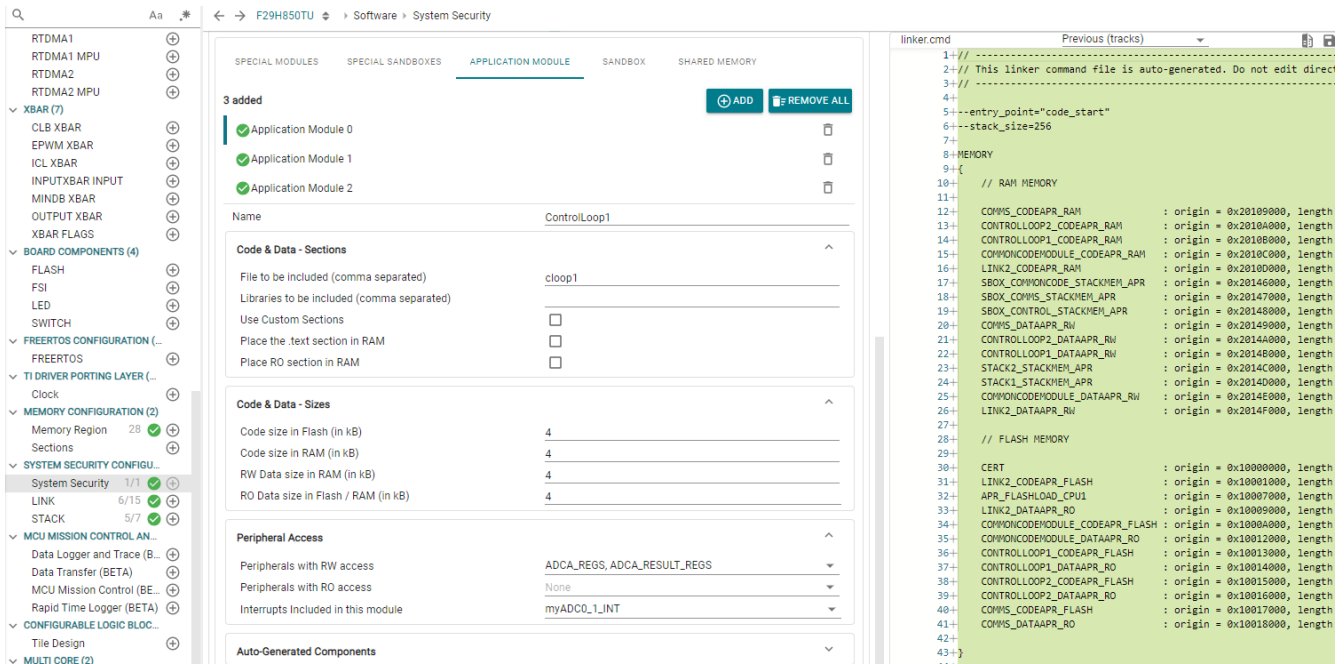 Aa .*
F29H850TU Software System Security
RTDMA1
RTDMA1 MPU
RTDMA2
RTDMA2 MPU
XBAR (7)
CLB XBAR
EPWM XBAR
ICL XBAR
INPUTXBAR INPUT
MINDB XBAR
OUTPUT XBAR
XBAR FLAGS
BOARD COMPONENTS (4)
FLASH
FSI
LED
SWITCH
FREERTOS CONFIGURATION (...
FREERTOS
TI DRIVER PORTING LAYER (...
Clock
MEMORY CONFIGURATION (2)
Memory Region 28
Sections
SYSTEM SECURITY CONFIGU...
System Security 1/1
LINK 6/15
STACK 5/7
MCU MISSION CONTROL AN...
Data Logger and Trace (B...
Data Transfer (BETA)
MCU Mission Control (BE...
Rapid Time Logger (BETA)
CONFIGURABLE LOGIC BLOC...
Tile Design
MULTI CORE (2)
SPECIAL MODULES SPECIAL SANDBOXES APPLICATION MODULE SANDBOX SHARED MEMORY
3 added ADD REMOVE ALL
Application Module 0
Application Module 1
Application Module 2
Name ControlLoop1
Code & Data - Sections
File to be included (comma separated) cloop1
Libraries to be included (comma separated)
Use Custom Sections
Place the .text section in RAM
Place RO section in RAM
Code & Data - Sizes
Code size in Flash (in kB) 4
Code size in RAM (in kB) 4
RW Data size in RAM (in kB) 4
RO Data size in Flash / RAM (in kB) 4
Peripheral Access
Peripherals with RW access ADCA_REGS, ADCA_RESULT_REGS
Peripherals with RO access None
Interrupts Included in this module myADC0_1_INT
Auto-Generated Components
linker.cmd Previous (tracks)
1+// -----------------------------------------------------
2+// This linker command file is auto-generated. Do not edit direct
3+// -----------------------------------------------------
4+
5+--entry_point="code_start"
6+--stack_size=256
7+
8+MEMORY
9+{
10+ // RAM MEMORY
11+
12+ COMMS_CODEAPR_RAM : origin = 0x20109000, length
13+ CONTROLLOOP2_CODEAPR_RAM : origin = 0x2010A000, length
14+ CONTROLLOOP1_CODEAPR_RAM : origin = 0x2010B000, length
15+ COMMONCODEMODULE_CODEAPR_RAM : origin = 0x2010C000, length
16+ LINK2_CODEAPR_RAM : origin = 0x2010D000, length
17+ SBOX_COMMONCODE_STACKMEM_APR : origin = 0x20146000, length
18+ SBOX_COMMS_STACKMEM_APR : origin = 0x20147000, length
19+ SBOX_CONTROL_STACKMEM_APR : origin = 0x20148000, length
20+ COMMS_DATAAPR_RW : origin = 0x20149000, length
21+ CONTROLLOOP2_DATAAPR_RW : origin = 0x2014A000, length
22+ CONTROLLOOP1_DATAAPR_RW : origin = 0x2014B000, length
23+ STACK2_STACKMEM_APR : origin = 0x2014C000, length
24+ STACK1_STACKMEM_APR : origin = 0x2014D000, length
25+ COMMONCODEMODULE_DATAAPR_RW : origin = 0x2014E000, length
26+ LINK2_DATAAPR_RW : origin = 0x2014F000, length
27+
28+ // FLASH MEMORY
29+
30+ CERT : origin = 0x10000000, length
31+ LINK2_CODEAPR_FLASH : origin = 0x10001000, length
32+ APR_FLASHLOAD_CPU1 : origin = 0x10007000, length
33+ LINK2_DATAAPR_RO : origin = 0x10009000, length
34+ COMMONCODEMODULE_CODEAPR_FLASH : origin = 0x1000A000, length
35+ COMMONCODEMODULE_DATAAPR_RO : origin = 0x10012000, length
36+ CONTROLLOOP1_CODEAPR_FLASH : origin = 0x10013000, length
37+ CONTROLLOOP1_DATAAPR_RO : origin = 0x10014000, length
38+ CONTROLLOOP2_CODEAPR_FLASH : origin = 0x10015000, length
39+ CONTROLLOOP2_DATAAPR_RO : origin = 0x10016000, length
40+ COMMS_CODEAPR_FLASH : origin = 0x10017000, length
41+ COMMS_DATAAPR_RO : origin = 0x10018000, length
42+
43+}